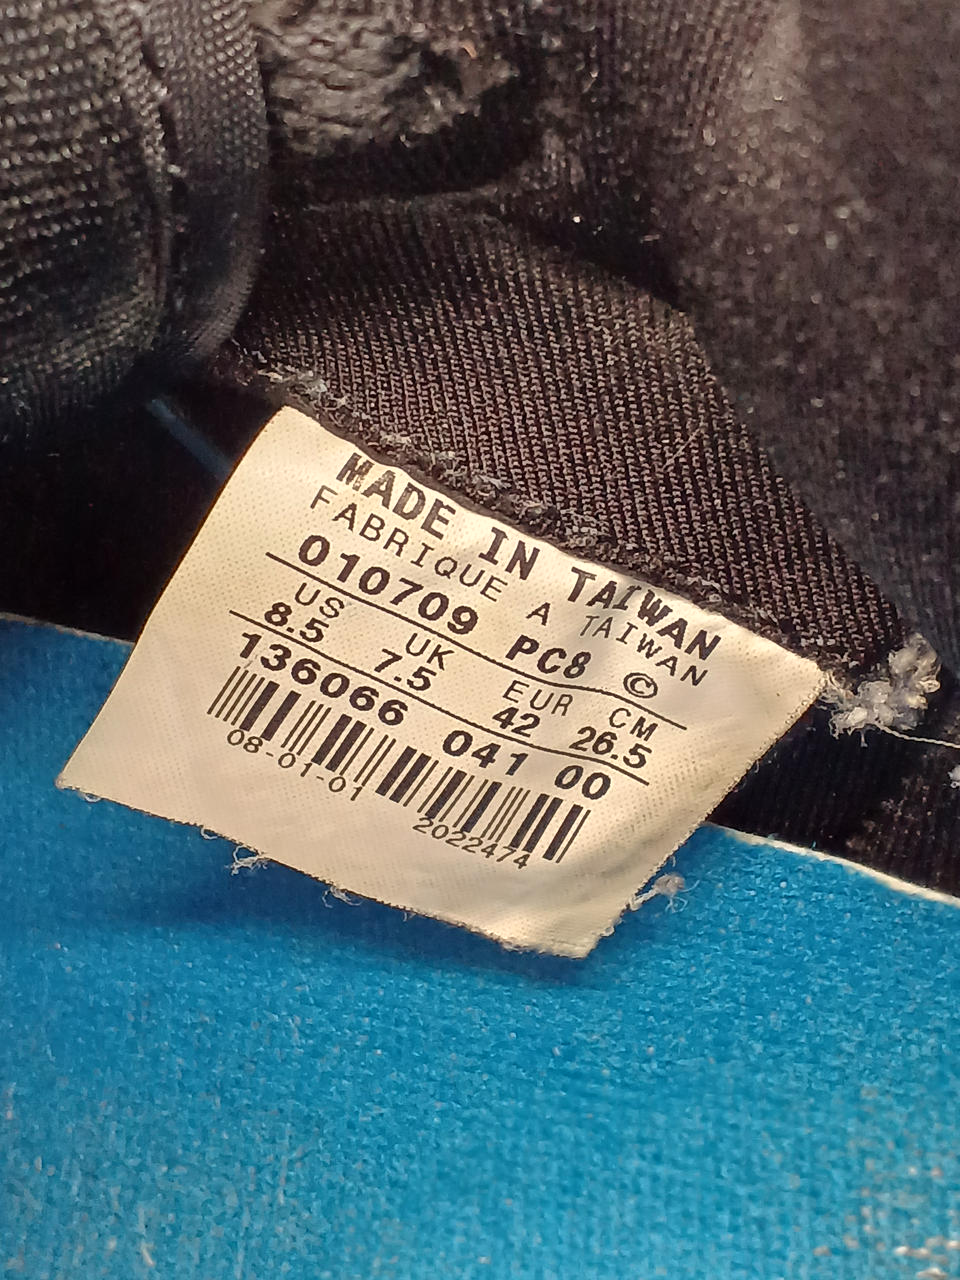 MADE IN TAIWAN
FABRIQUE A TAIWAN
010709 PC8 ©
US UK EUR CM
8.5 7.5 42 26.5
136066 041 00
08-01-01 2022474